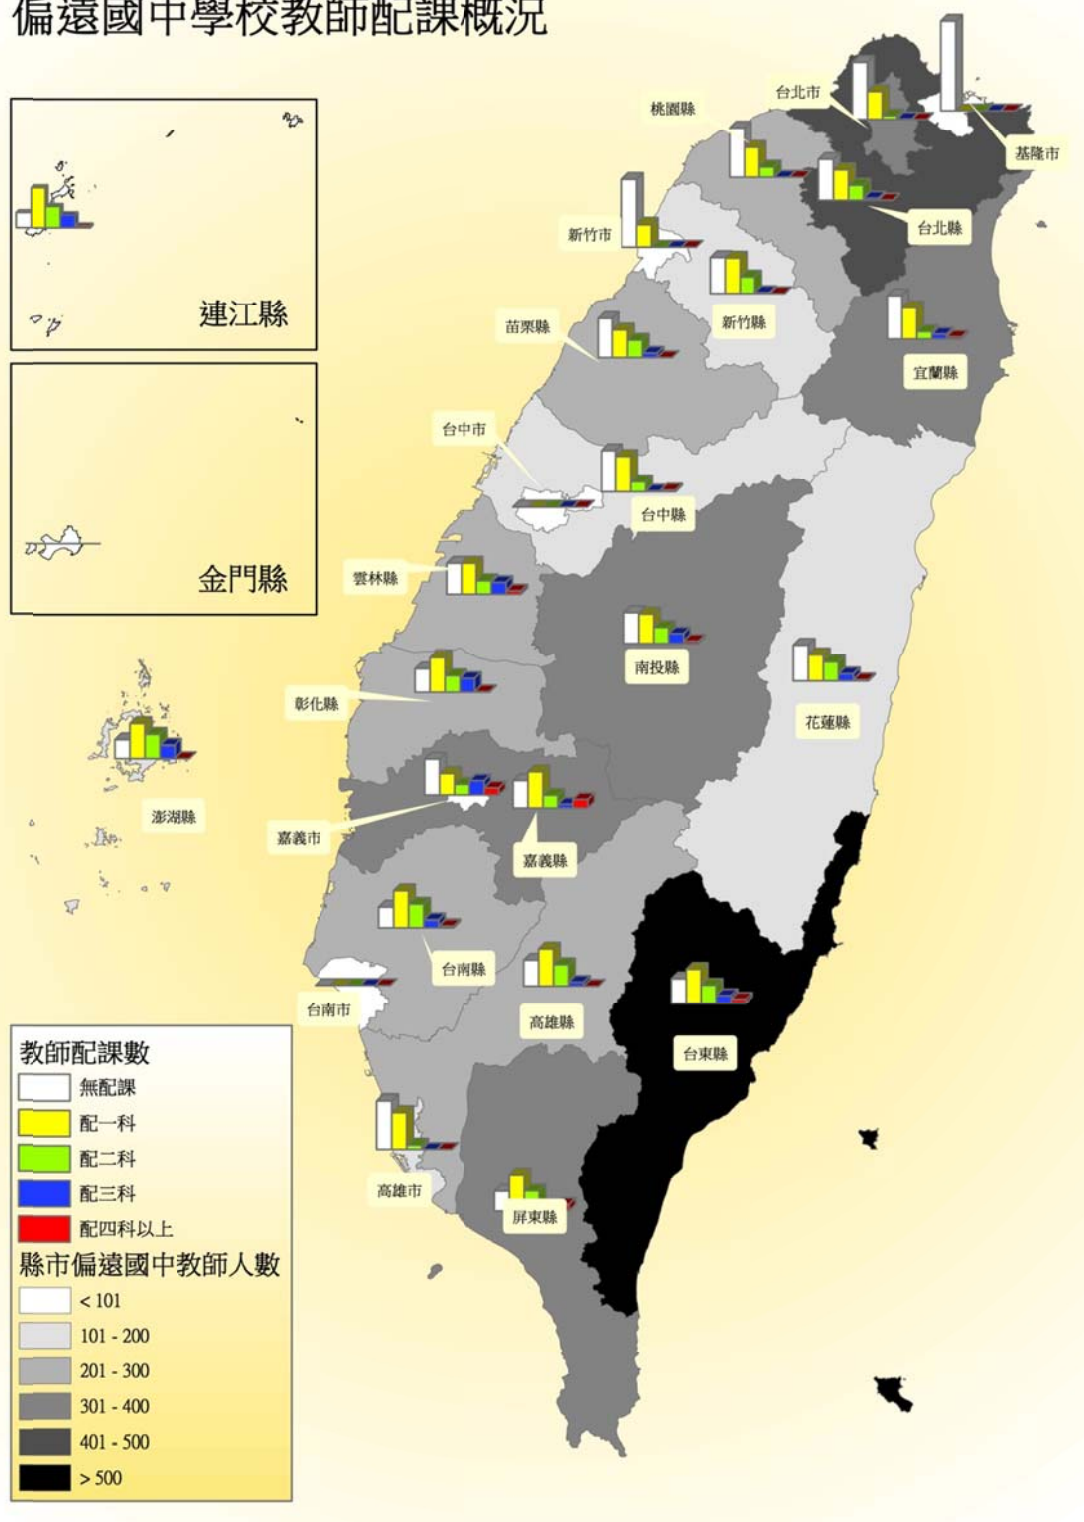 偏遠國中學校教師配課概況
台北市
桃園縣
基隆市
台北縣
新竹市
連江縣
苗栗縣
新竹縣
宜蘭縣
台中市
台中縣
雲林縣
金門縣
南投縣
彰化縣
花蓮縣
澎湖縣
嘉義市
嘉義縣
台南縣
台南市
高雄縣
台東縣
高雄市
屏東縣
教師配課數
無配課
配一科
配二科
配三科
配四科以上
縣市偏遠國中教師人數
< 101
101 - 200
201 - 300
301 - 400
401 - 500
> 500